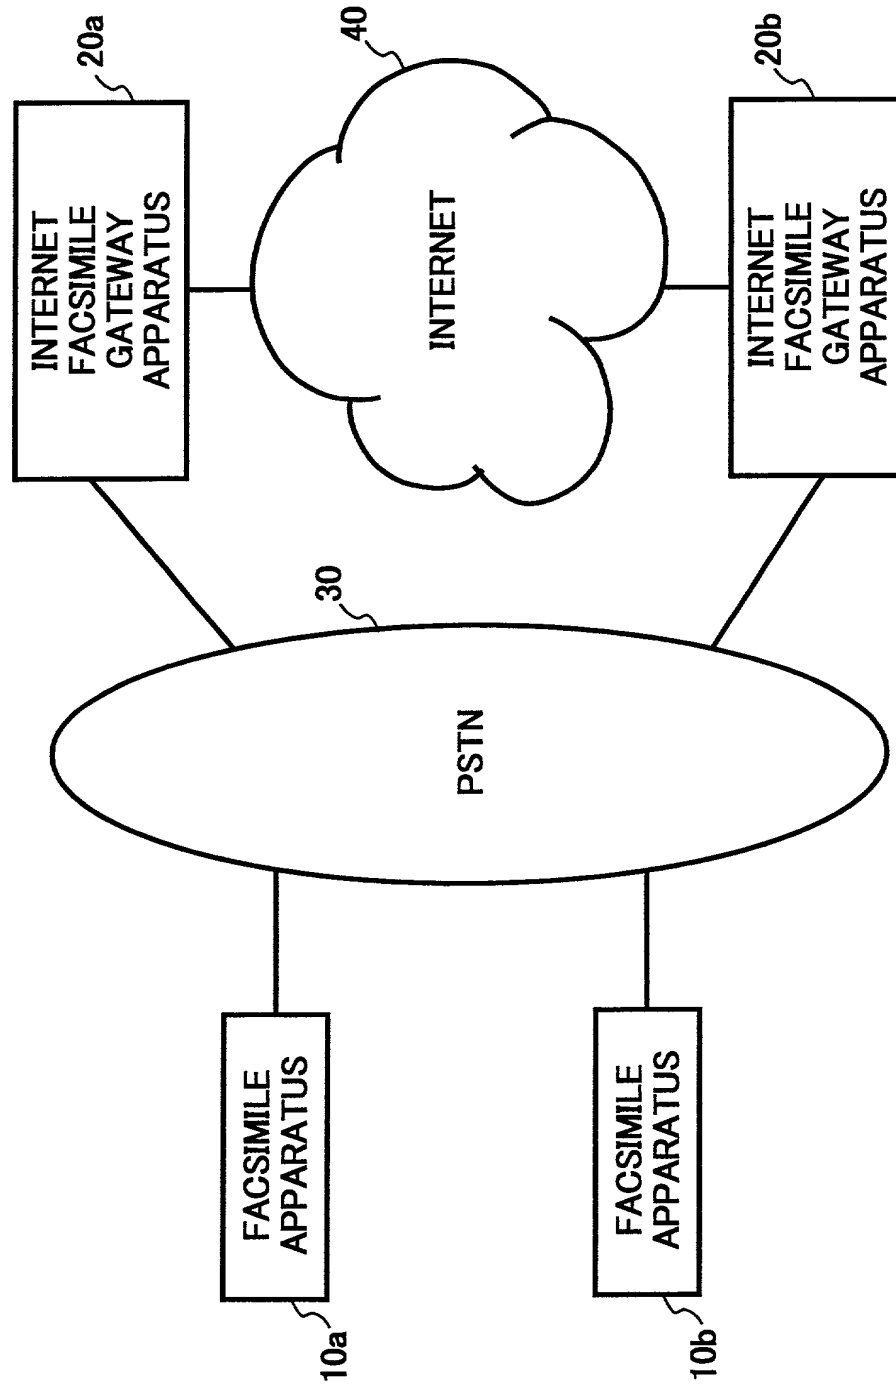 10a
FACSIMILE
APPARATUS
10b
FACSIMILE
APPARATUS
30
PSTN
20a
INTERNET
FACSIMILE
GATEWAY
APPARATUS
40
INTERNET
20b
INTERNET
FACSIMILE
GATEWAY
APPARATUS